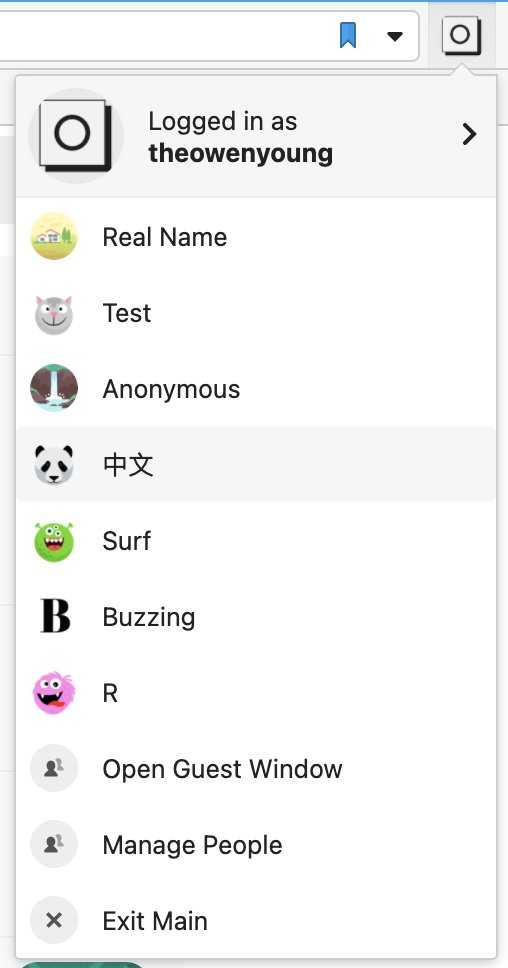 Logged in as
theowenyoung
Real Name
Test
Anonymous
中文
Surf
B
Buzzing
R
Open Guest Window
Manage People
Exit Main